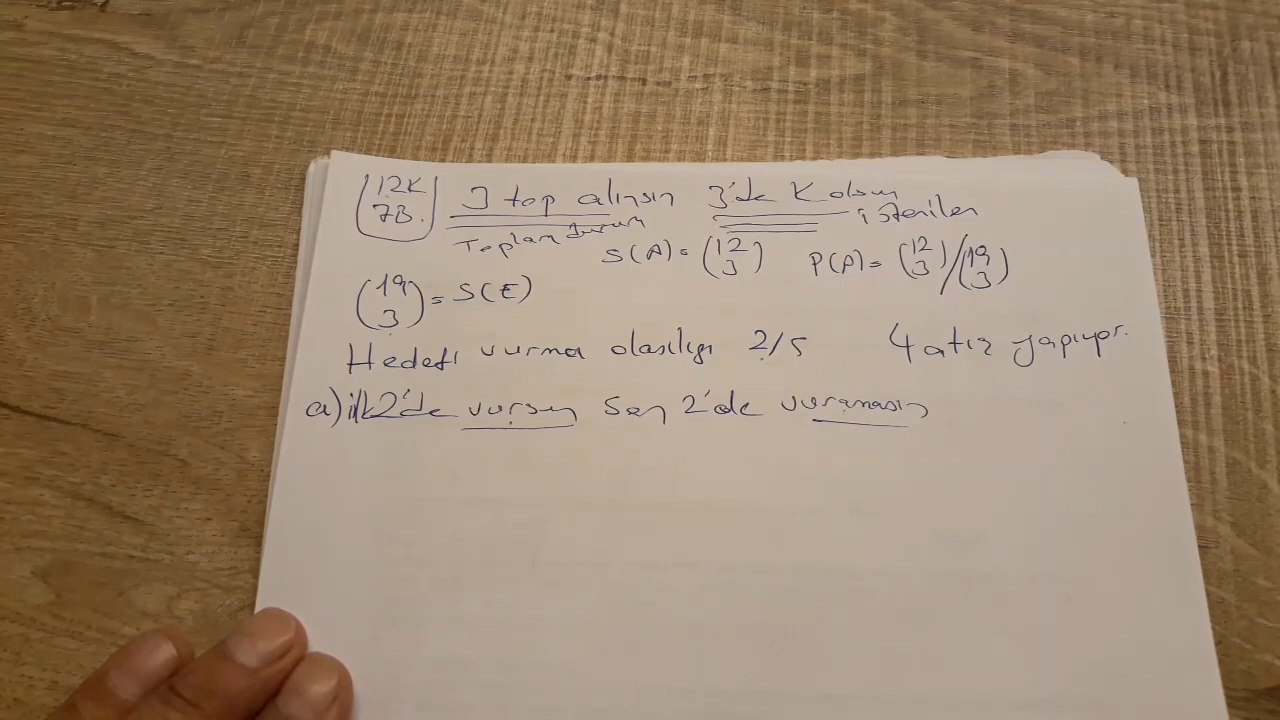 12K 3 top alınsın 3'de K olsun
7B. Toplam durum istenilen
S(A) = (12 3) P(A) = (12 3)/(19 3)
(19 3) = S(E)
Hedefi vurma olasılığı 2/5 4 atış yapıyor.
a) ilk 2'de vursun Son 2'de vuramasın